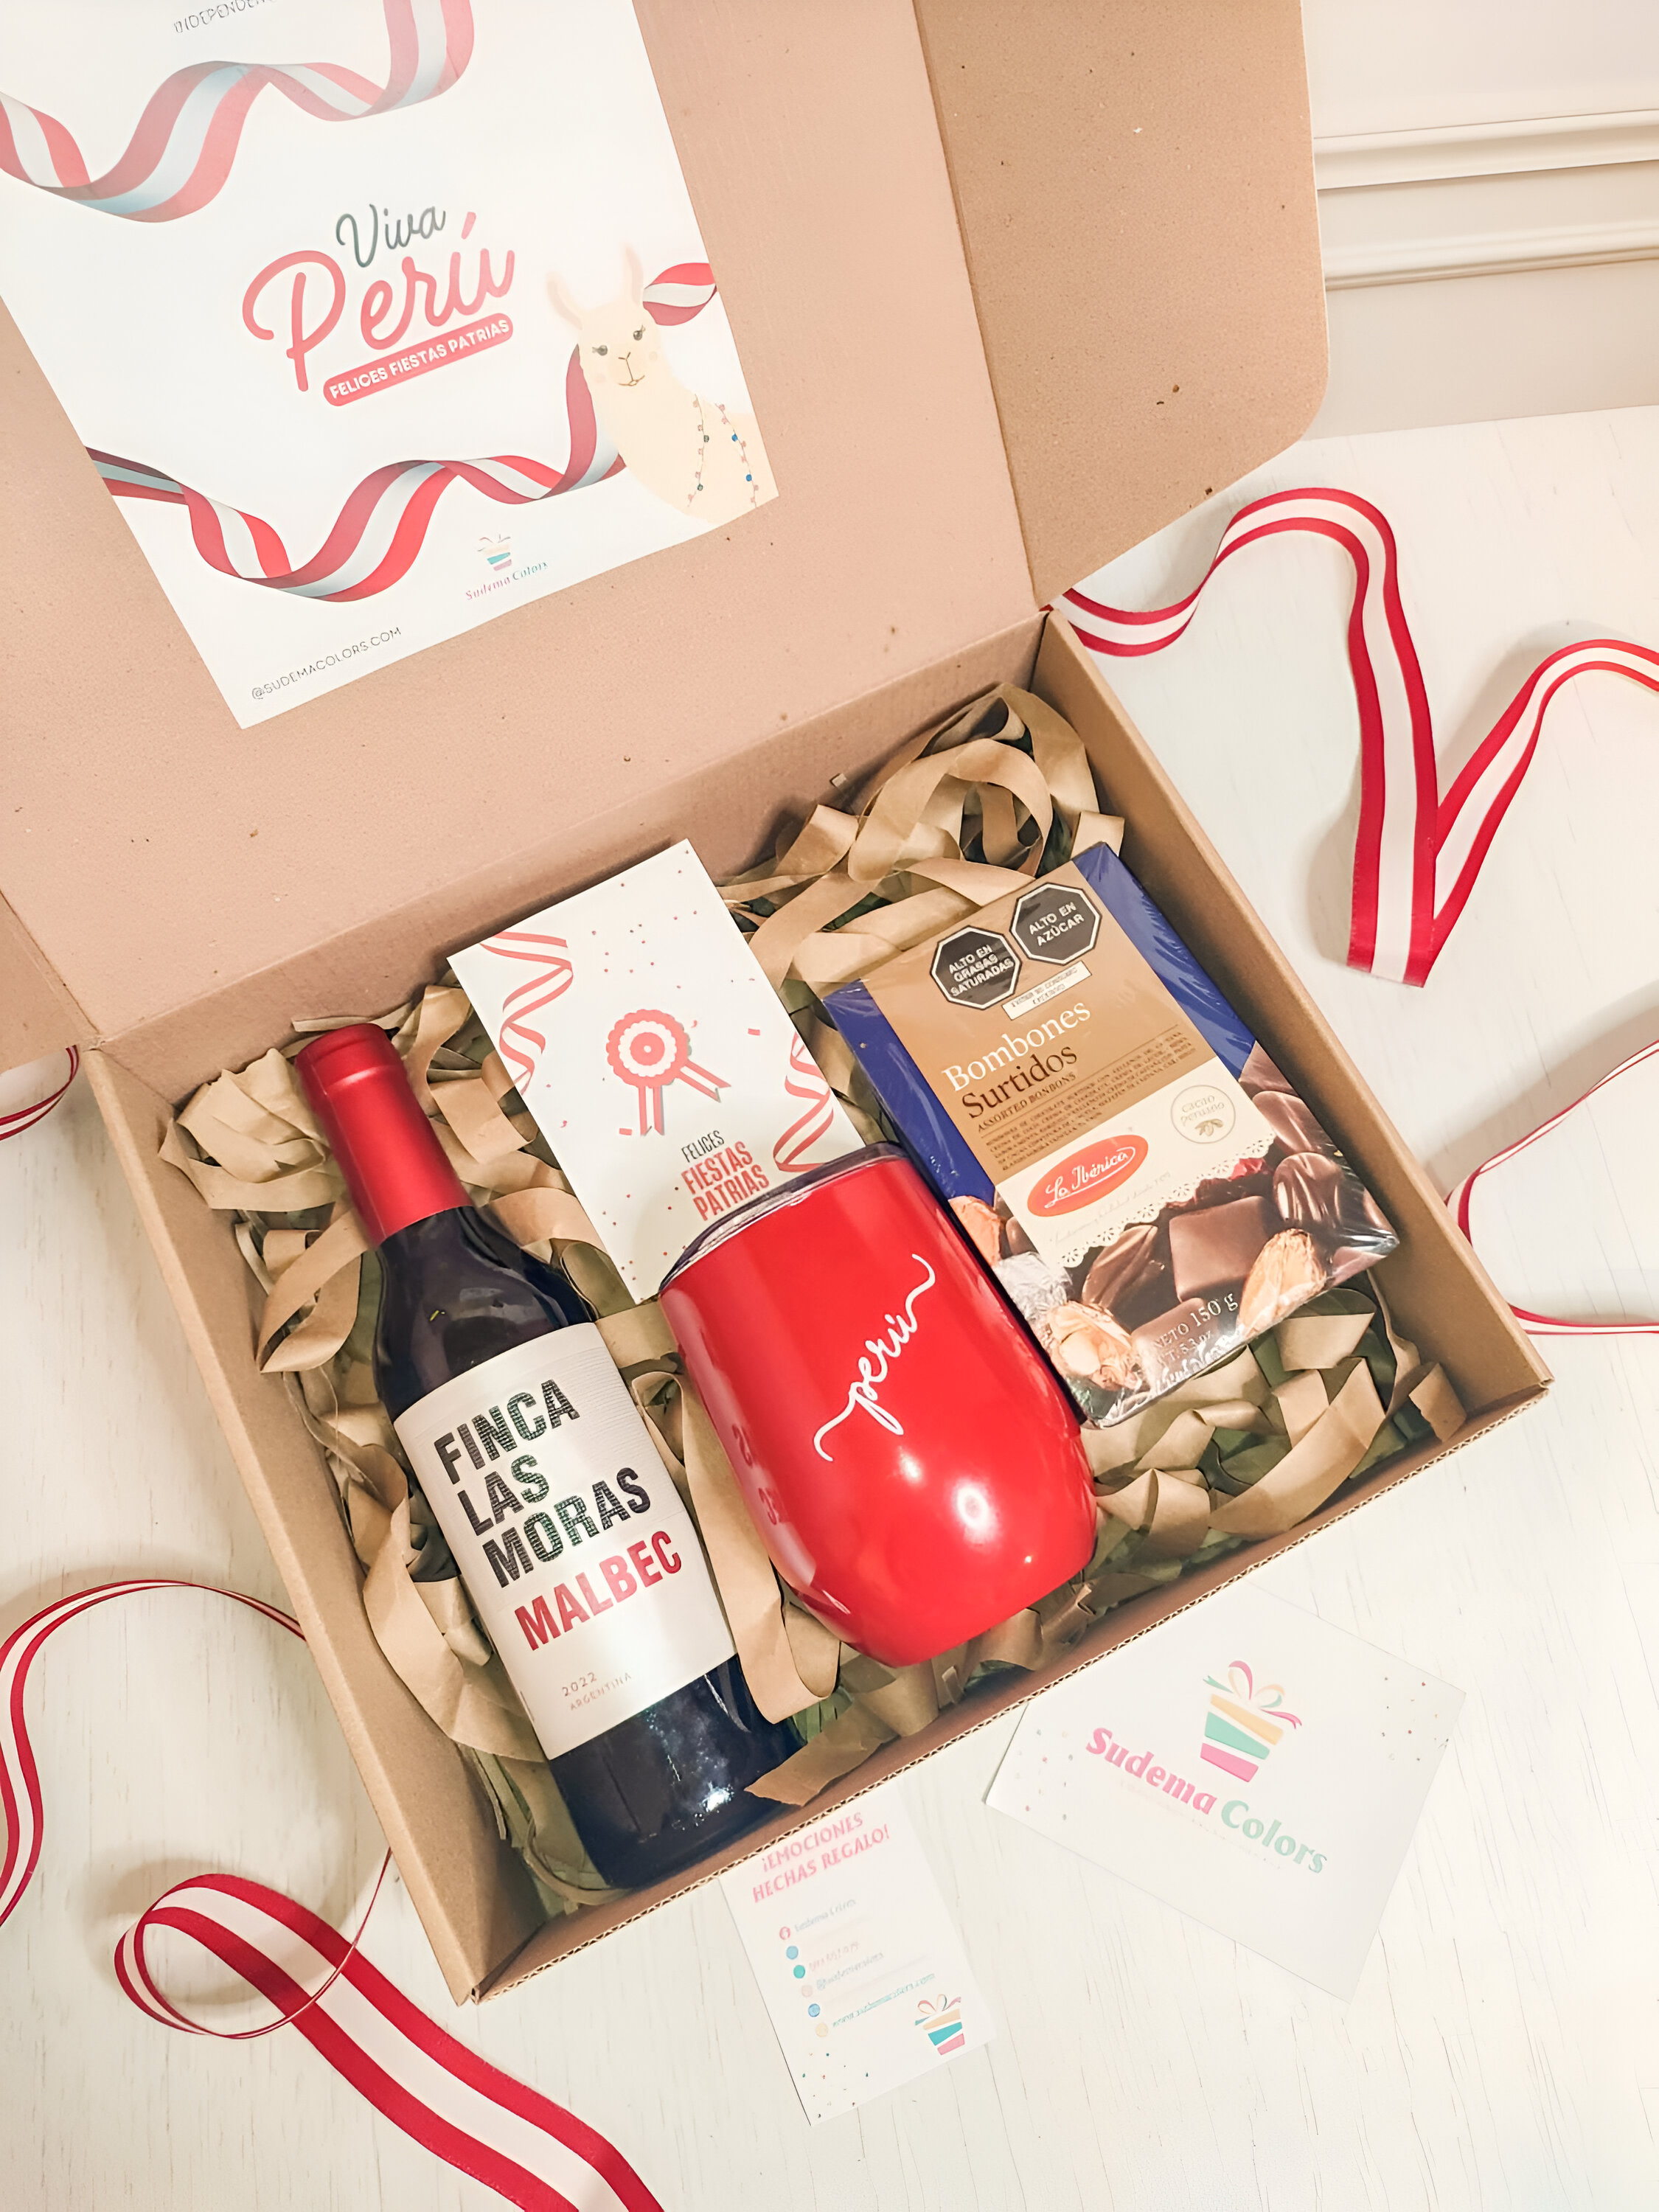 Viva
Perú
FELICES FIESTAS PATRIAS
Sudema Colors
@SUDEMACOLORS.COM
FELICES
FIESTAS
PATRIAS
ALTO EN
GRASAS
SATURADAS
ALTO EN
AZÚCAR
Bombones
Surtidos
ASSORTED BONBONS
cacao
peruano
La Ibérica
NETO 150 g
perú
FINCA
LAS
MORAS
MALBEC
2022
ARGENTINA
Sudema Colors
¡EMOCIONES
HECHAS REGALO!
Sudema Colors